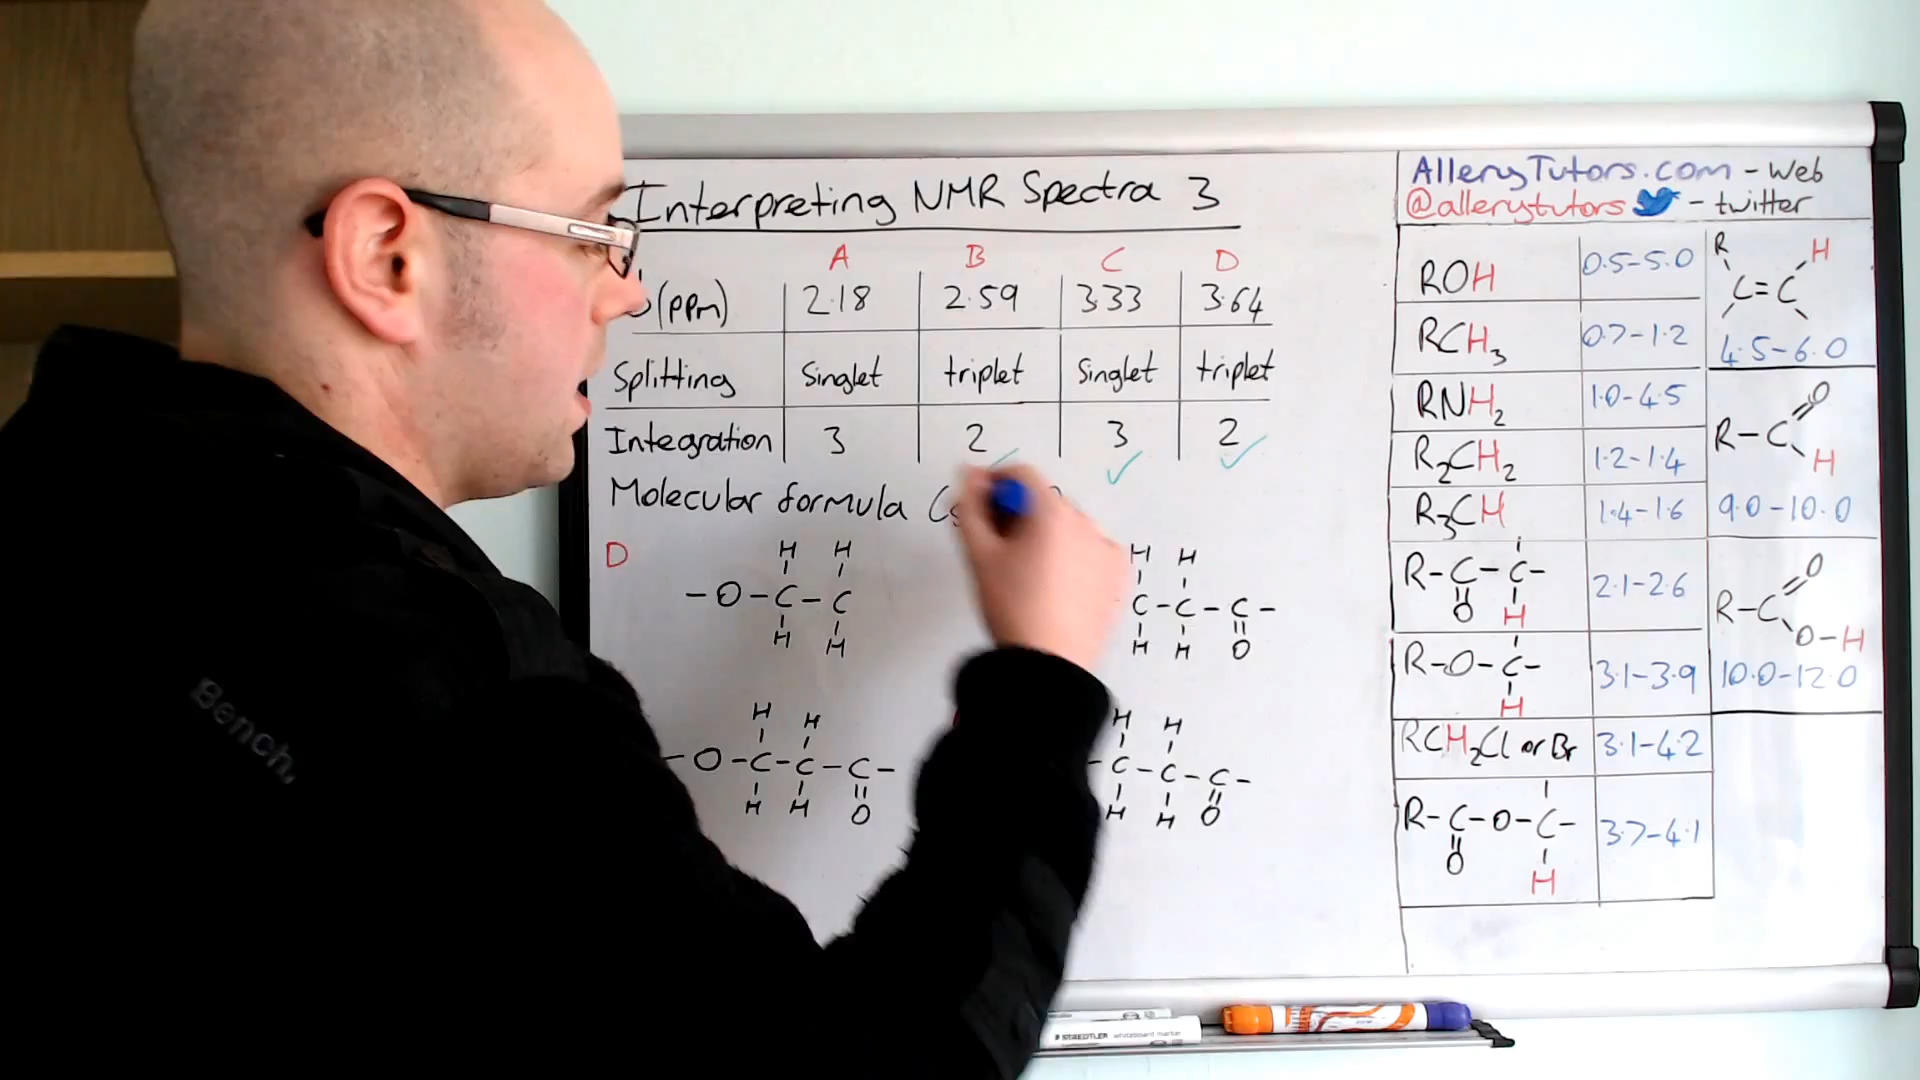 Interpreting NMR Spectra 3
A B C D
(ppm) 2.18 2.59 3.33 3.64
Splitting Singlet triplet Singlet triplet
Integration 3 2 3 2
Molecular formula
D
H H
-O-C-C
H H
H H
C-C-C-
H H O
H H
-O-C-C-C-
H H O
H H
-C-C-C-
H H O
AlleryTutors.com - Web
@allerytutors - twitter
ROH 0.5-5.0
RCH3 0.7-1.2
RNH2 1.0-4.5
R2CH2 1.2-1.4
R3CH 1.4-1.6
R-C-C- 2.1-2.6
O H
R-O-C- 3.1-3.9
H
RCH2Cl or Br 3.1-4.2
R-C-O-C- 3.7-4.1
O
H
R H
C=C
4.5-6.0
O
R-C
H
9.0-10.0
O
R-C
O-H
10.0-12.0
Bench.
STAEDTLER whiteboard marker